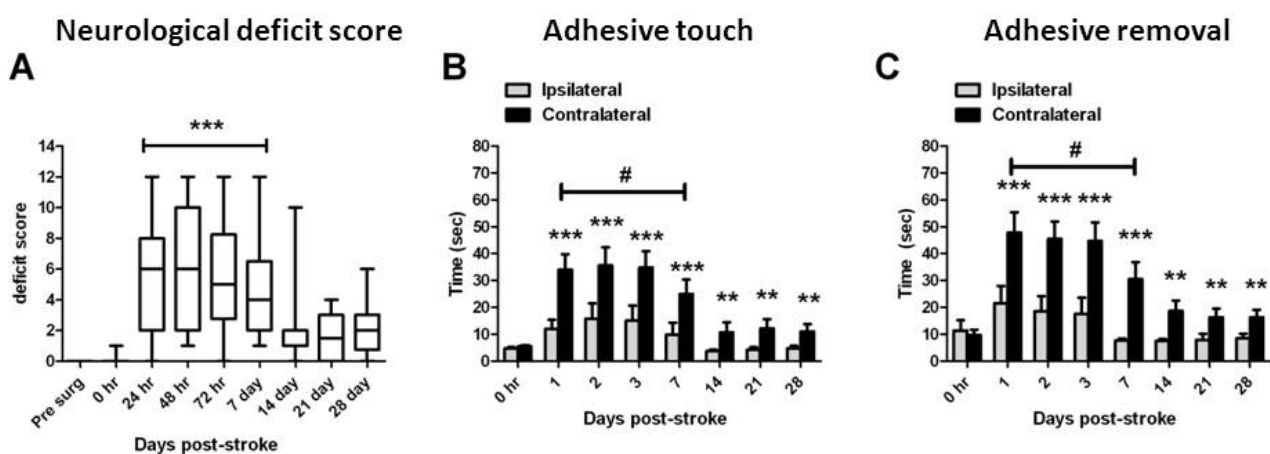 Neurological deficit score
A
***
14
12
10
8
6
4
2
0
deficit score
Pre surg
0 hr
24 hr
48 hr
72 hr
7 day
14 day
21 day
28 day
Days post-stroke
Adhesive touch
B
Ipsilateral
Contralateral
80
70
60
50
40
30
20
10
0
Time (sec)
#
***
***
***
***
**
**
**
0 hr
1
2
3
7
14
21
28
Days post-stroke
Adhesive removal
C
Ipsilateral
Contralateral
80
70
60
50
40
30
20
10
0
Time (sec)
#
***
***
***
***
**
**
**
0 hr
1
2
3
7
14
21
28
Days post-stroke